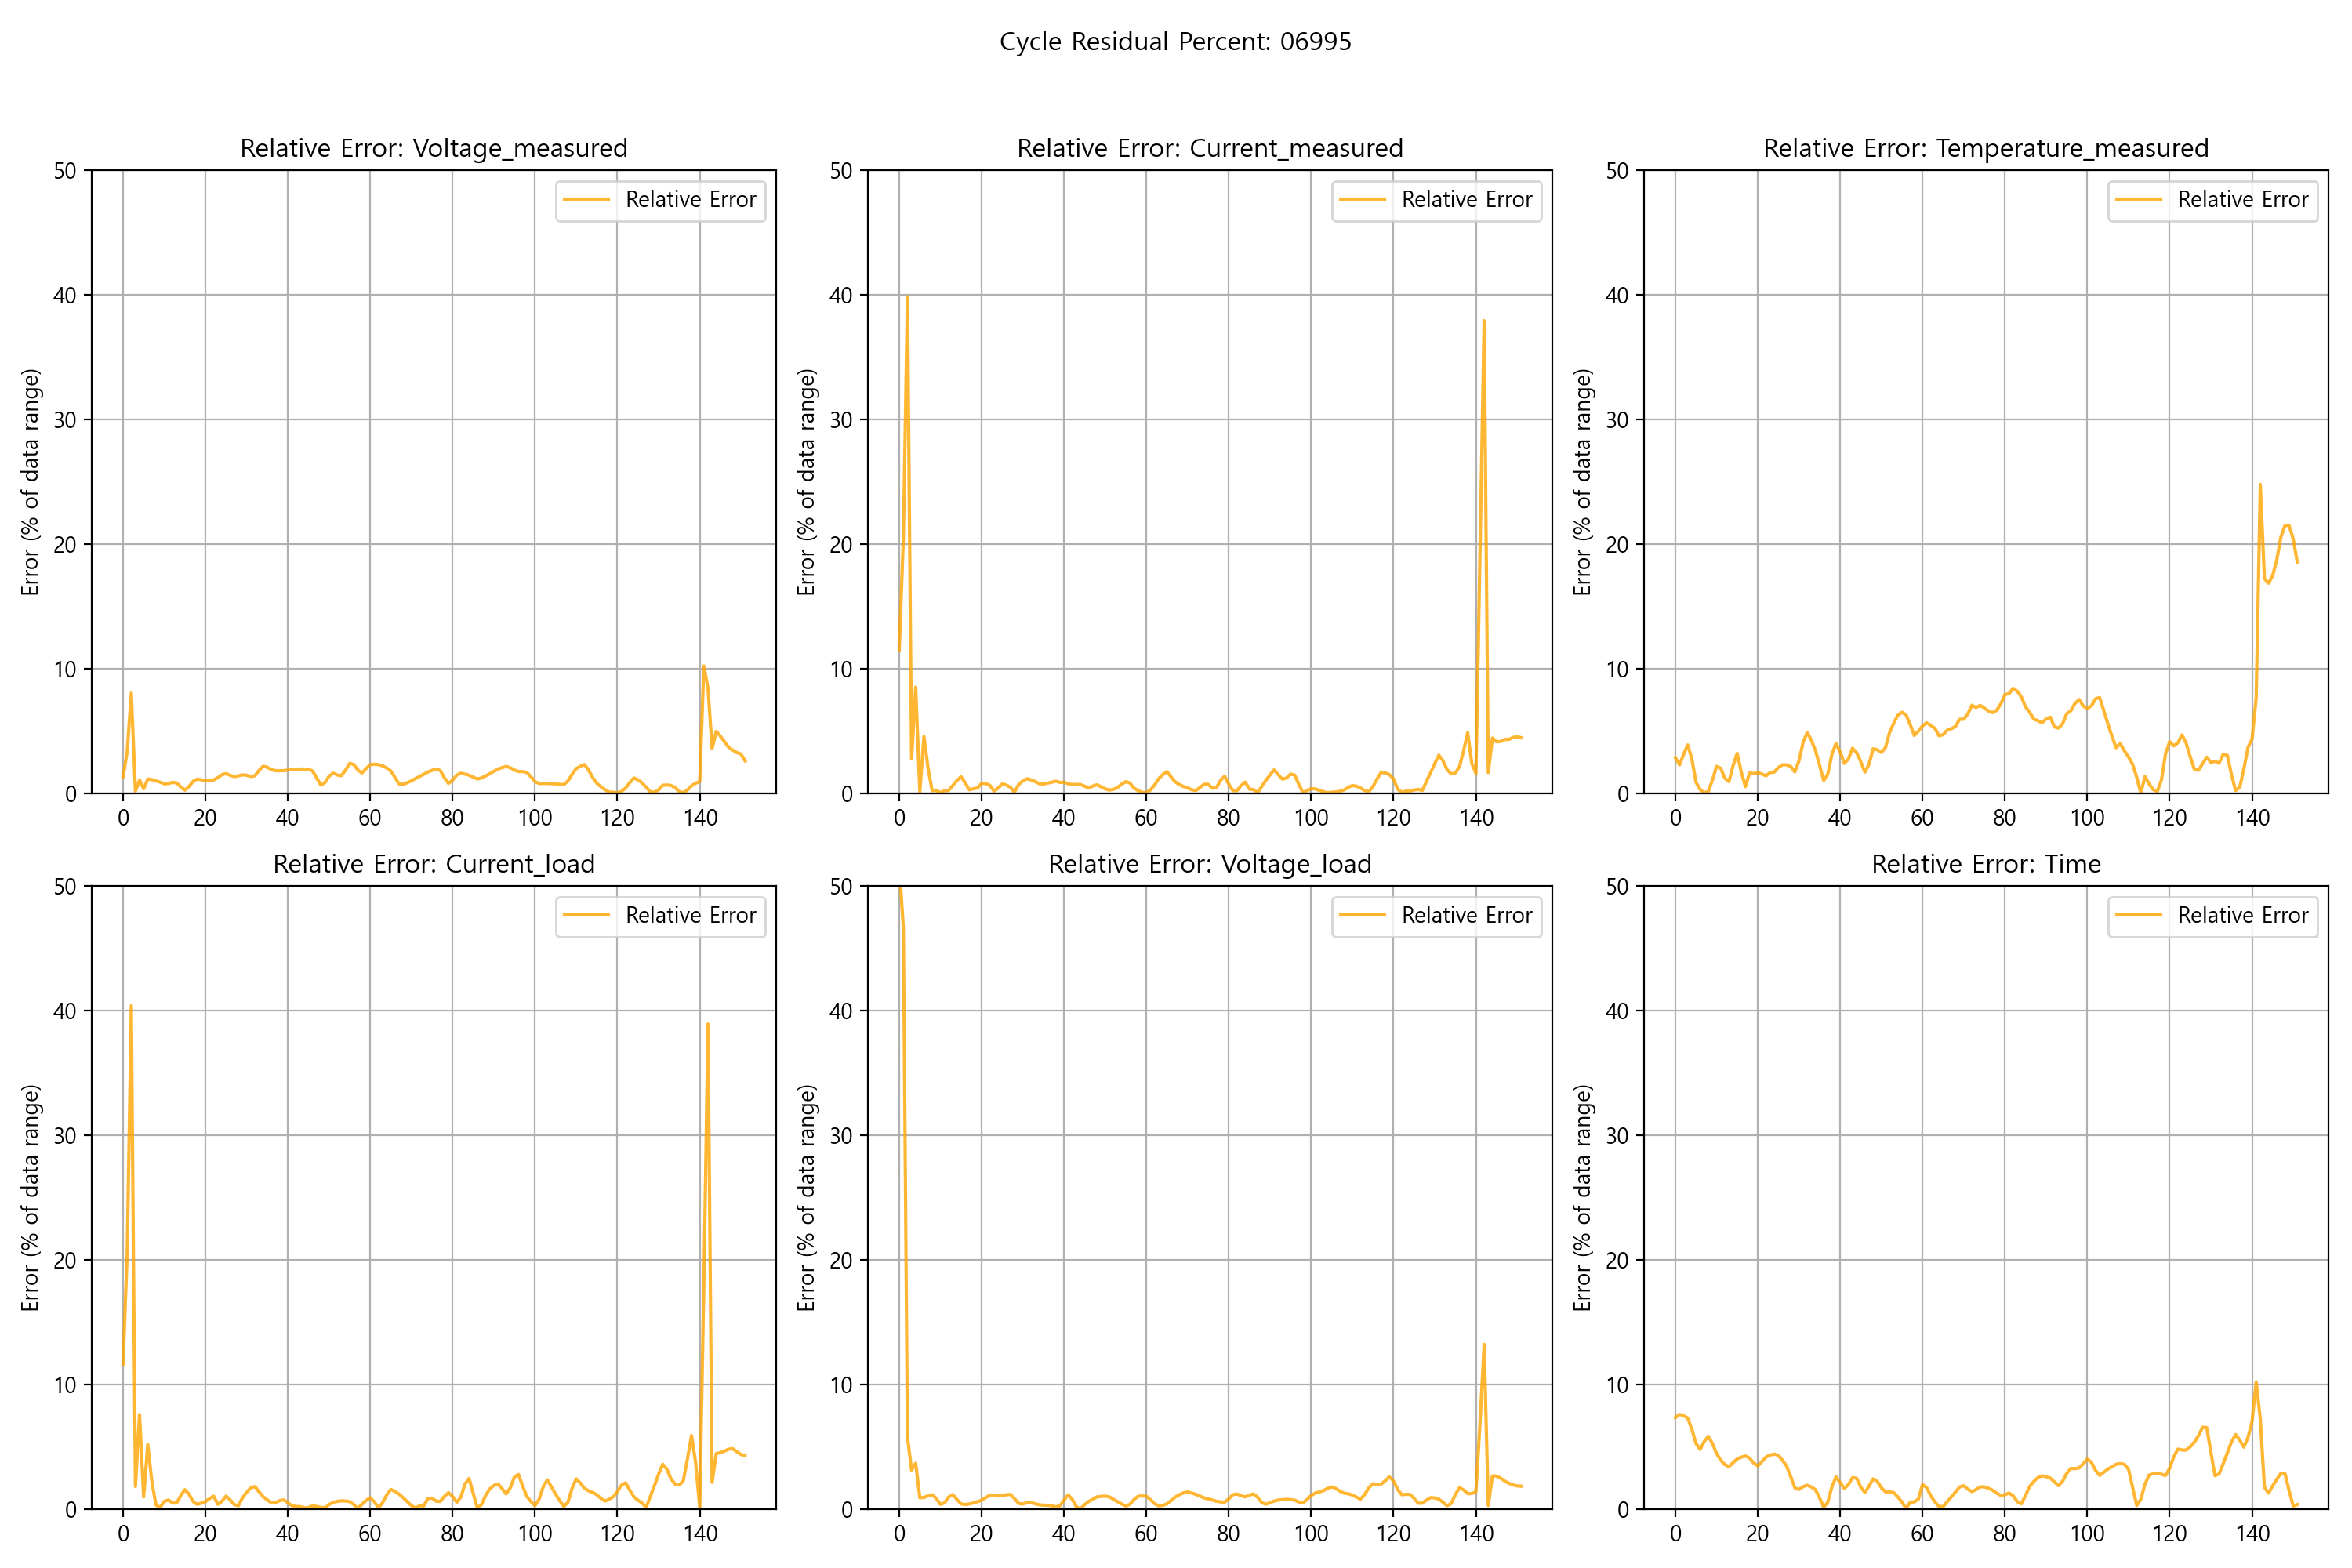 Cycle Residual Percent: 06995
Relative Error: Voltage_measured
Relative Error: Current_measured
Relative Error: Temperature_measured
50
40
30
20
10
0
Error (% of data range)
0 20 40 60 80 100 120 140
Relative Error
50
40
30
20
10
0
Error (% of data range)
0 20 40 60 80 100 120 140
Relative Error
50
40
30
20
10
0
Error (% of data range)
0 20 40 60 80 100 120 140
Relative Error
Relative Error: Current_load
Relative Error: Voltage_load
Relative Error: Time
50
40
30
20
10
0
Error (% of data range)
0 20 40 60 80 100 120 140
Relative Error
50
40
30
20
10
0
Error (% of data range)
0 20 40 60 80 100 120 140
Relative Error
50
40
30
20
10
0
Error (% of data range)
0 20 40 60 80 100 120 140
Relative Error